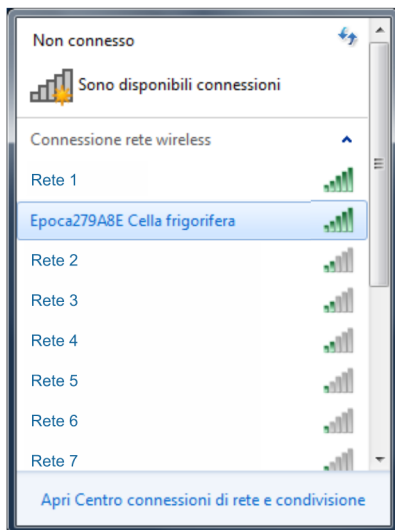 Non connesso
Sono disponibili connessioni
Connessione rete wireless
Rete 1
Epoca279A8E Cella frigorifera
Rete 2
Rete 3
Rete 4
Rete 5
Rete 6
Rete 7
Apri Centro connessioni di rete e condivisione